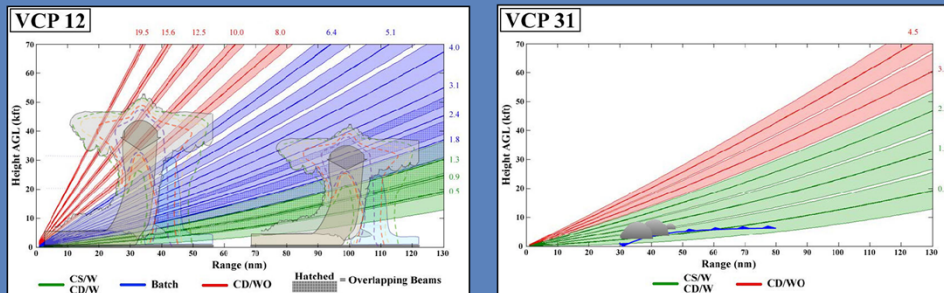 VCP 12
19.5 15.6 12.5 10.0 8.0 6.4 5.1
4.0
3.1
2.4
1.8
1.3
0.9
0.5
70
60
50
40
30
20
10
0
Height AGL (kft)
0 10 20 30 40 50 60 70 80 90 100 110 120 130
Range (nm)
CS/W
CD/W
Batch
CD/WO
Hatched = Overlapping Beams
VCP 31
4.5
70
60
50
40
30
20
10
0
Height AGL (kft)
0 10 20 30 40 50 60 70 80 90 100 110 120 130
Range (nm)
CS/W
CD/W
CD/WO